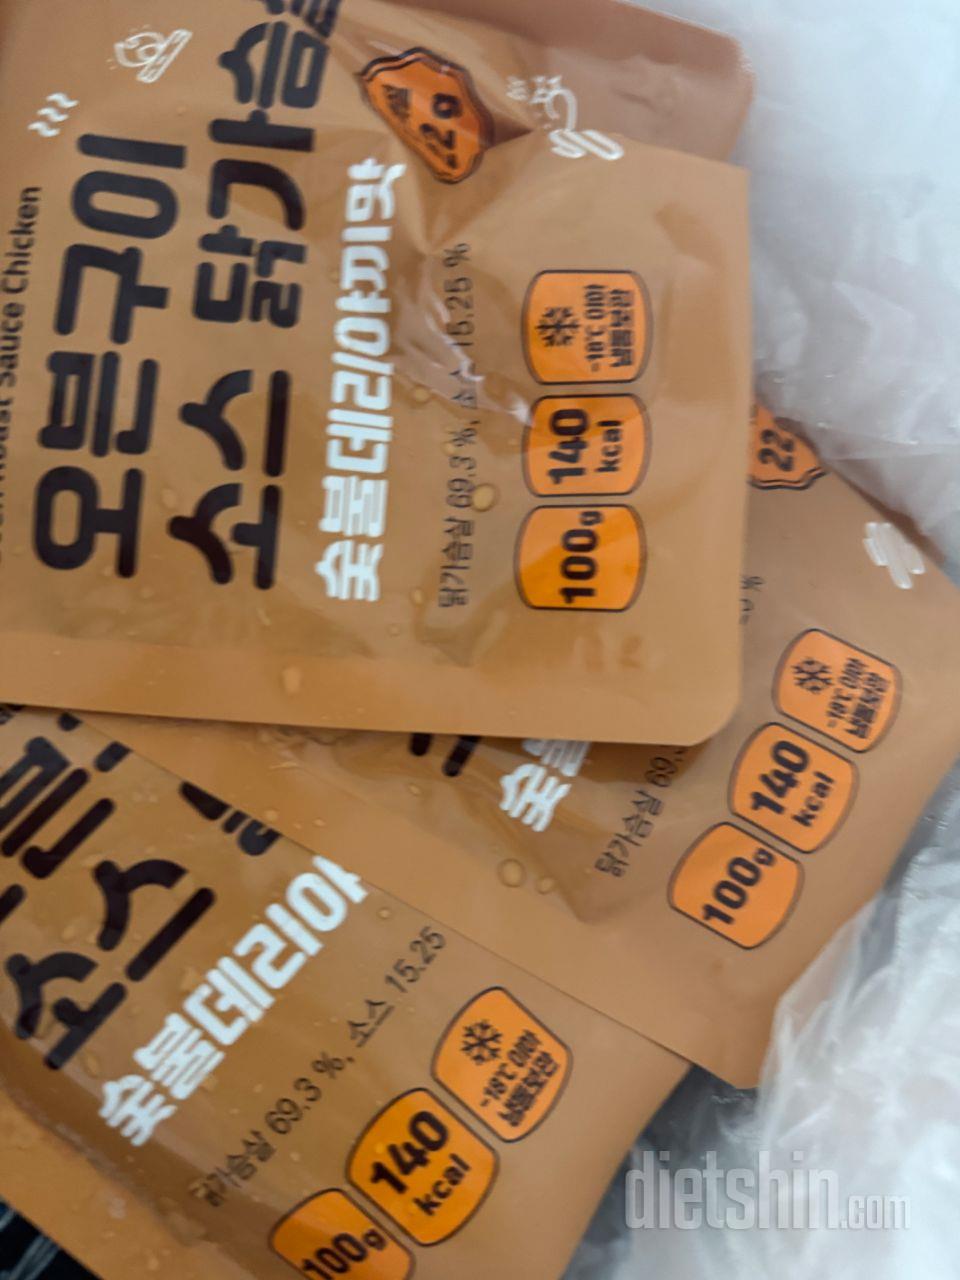 Roast Sauce Chicken
오븐구이
소스 닭가슴살
숯불데리야끼맛
닭가슴살 69.3 %, 소스 15.25 %
22g
100g
140
kcal
-18℃ 이하
냉동보관
22
숯불
닭가슴살 69.3
100g
140
kcal
-18℃ 이하
냉동보관
소스
숯불데리야
닭가슴살 69.3 %, 소스 15.25
100g
140
kcal
-18℃ 이하
냉동보관
dietshin.com